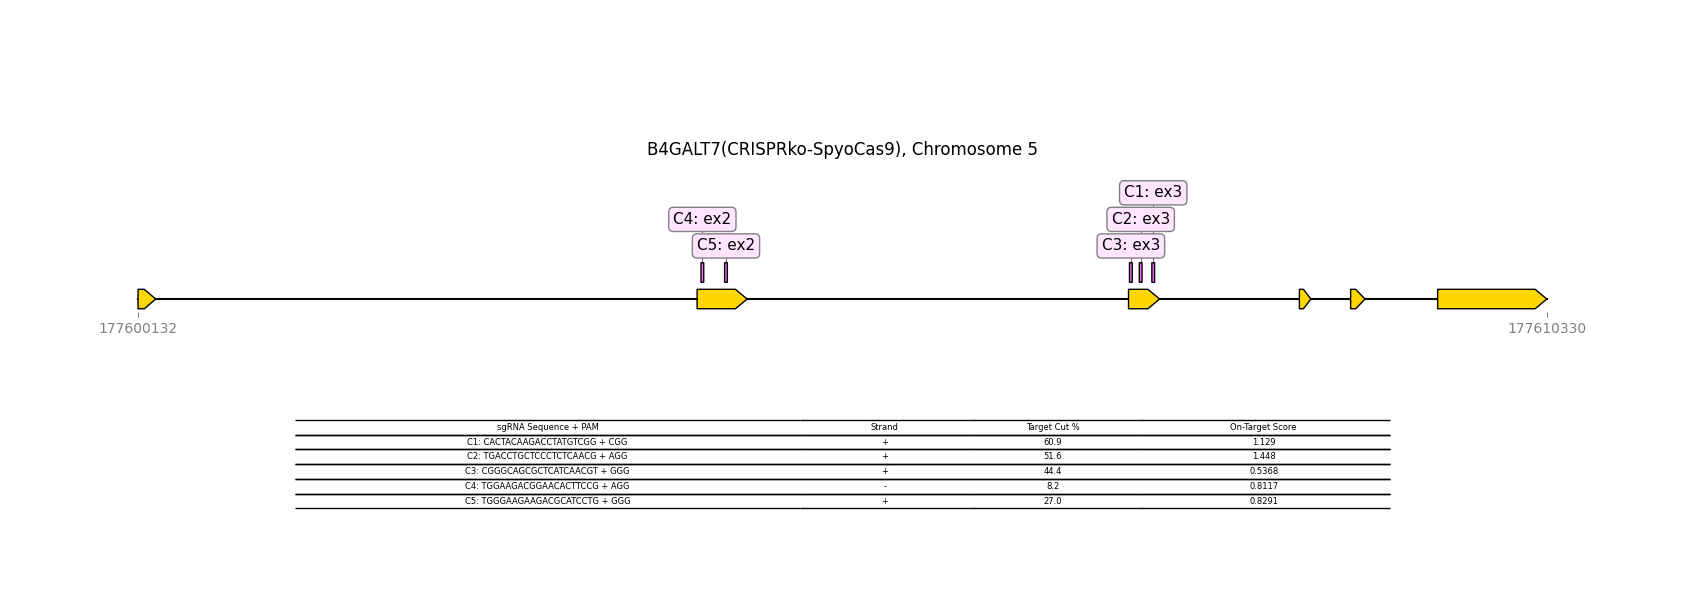 B4GALT7(CRISPRko-SpyoCas9), Chromosome 5
C1: ex3
C4: ex2
C2: ex3
C5: ex2
C3: ex3
177600132
177610330
sgRNA Sequence + PAM Strand Target Cut % On-Target Score
C1: CACTACAAGACCTATGTCGG + CGG + 60.9 1.129
C2: TGACCTGCTCCCTCTCAACG + AGG + 51.6 1.448
C3: CGGGCAGCGCTCATCAACGT + GGG + 44.4 0.5368
C4: TGGAAGACGGAACACTTCCG + AGG - 8.2 0.8117
C5: TGGGAAGAAGACGCATCCTG + GGG + 27.0 0.8291